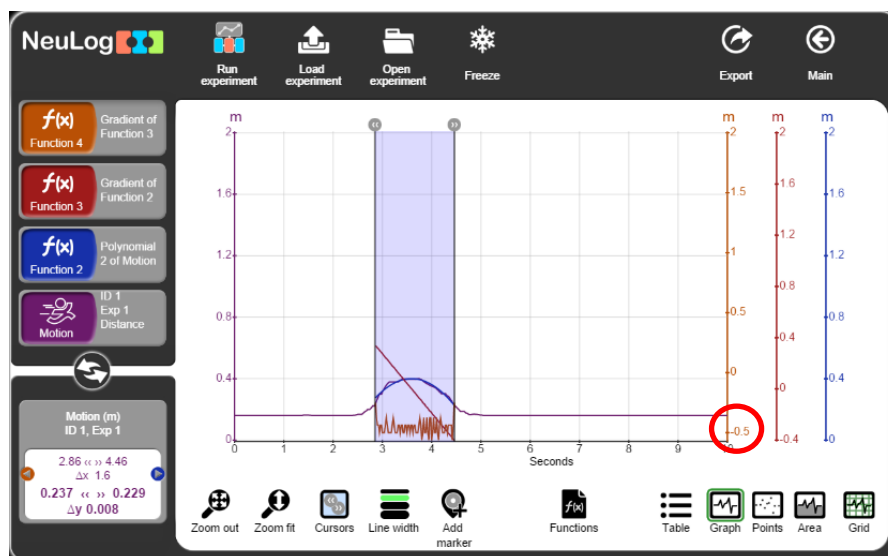 NeuLog
Run
experiment
Load
experiment
Open
experiment
Freeze
Export
Main
f(x)
Function 4
Gradient of
Function 3
f(x)
Function 3
Gradient of
Function 2
f(x)
Function 2
Polynomial
2 of Motion
Motion
ID 1
Exp 1
Distance
Motion (m)
ID 1, Exp 1
2.86 ‹‹ ›› 4.46
Δx 1.6
0.237 ‹‹ ›› 0.229
Δy 0.008
m
2
1.6
1.2
0.8
0.4
0
0 1 2 3 4 5 6 7 8 9 10
Seconds
m
2
1.5
1
0.5
0
-0.5
m
2
1.6
1.2
0.8
0.4
0
-0.4
m
2
1.6
1.2
0.8
0.4
0
Zoom out
Zoom fit
Cursors
Line width
Add
marker
f(x)
Functions
Table
Graph
Points
Area
Grid